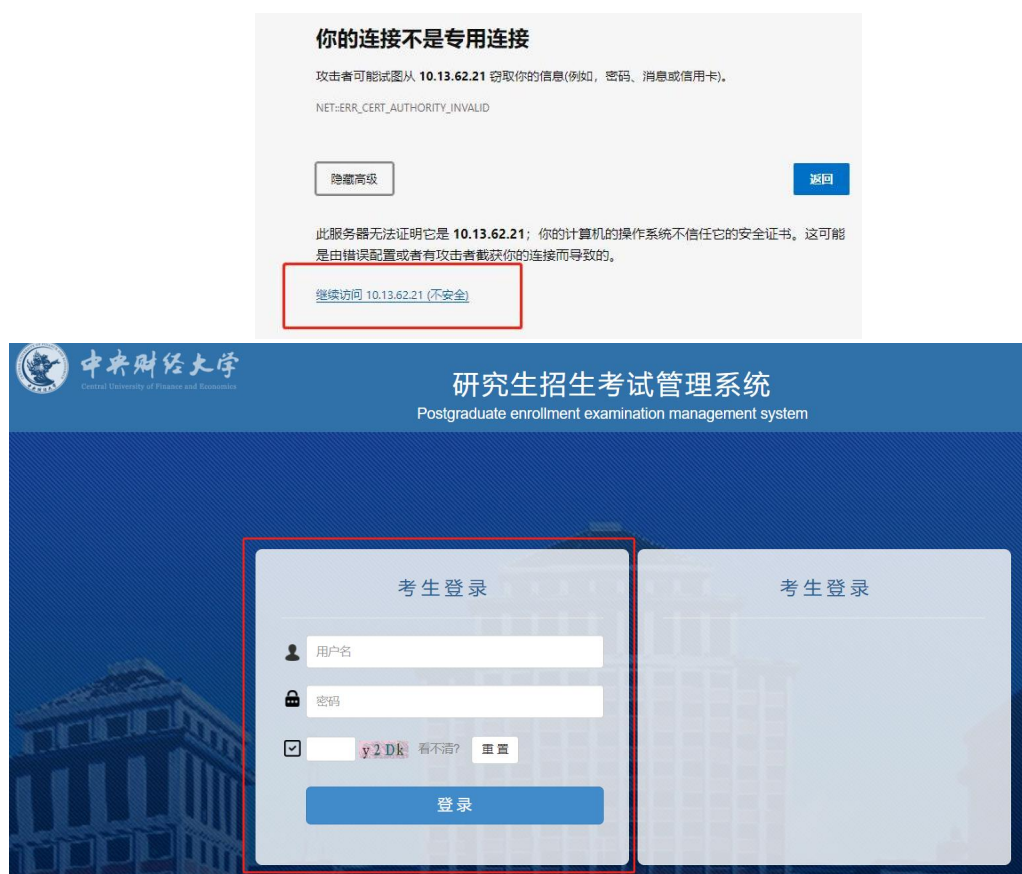 你的连接不是专用连接
攻击者可能试图从 10.13.62.21 窃取你的信息(例如，密码、消息或信用卡)。
NET::ERR_CERT_AUTHORITY_INVALID
隐藏高级
返回
此服务器无法证明它是 10.13.62.21；你的计算机的操作系统不信任它的安全证书。这可能
是由错误配置或者有攻击者截获你的连接而导致的。
继续访问 10.13.62.21 (不安全)
中央财经大学
Central University of Finance and Economics
研究生招生考试管理系统
Postgraduate enrollment examination management system
考生登录
用户名
密码
y2Dk 看不清? 重置
登录
考生登录